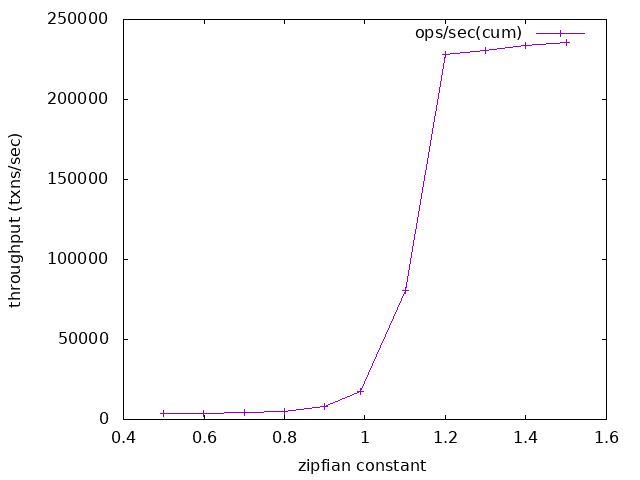 250000
200000
150000
100000
50000
0
throughput (txns/sec)
ops/sec(cum)
0.4 0.6 0.8 1 1.2 1.4 1.6
zipfian constant